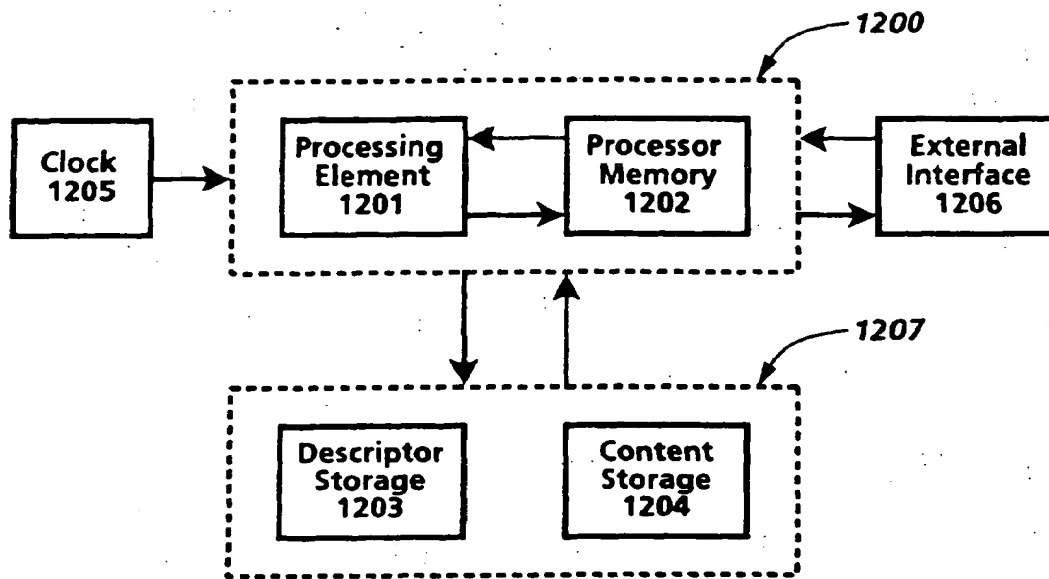 1200
Clock
1205
Processing
Element
1201
Processor
Memory
1202
External
Interface
1206
1207
Descriptor
Storage
1203
Content
Storage
1204